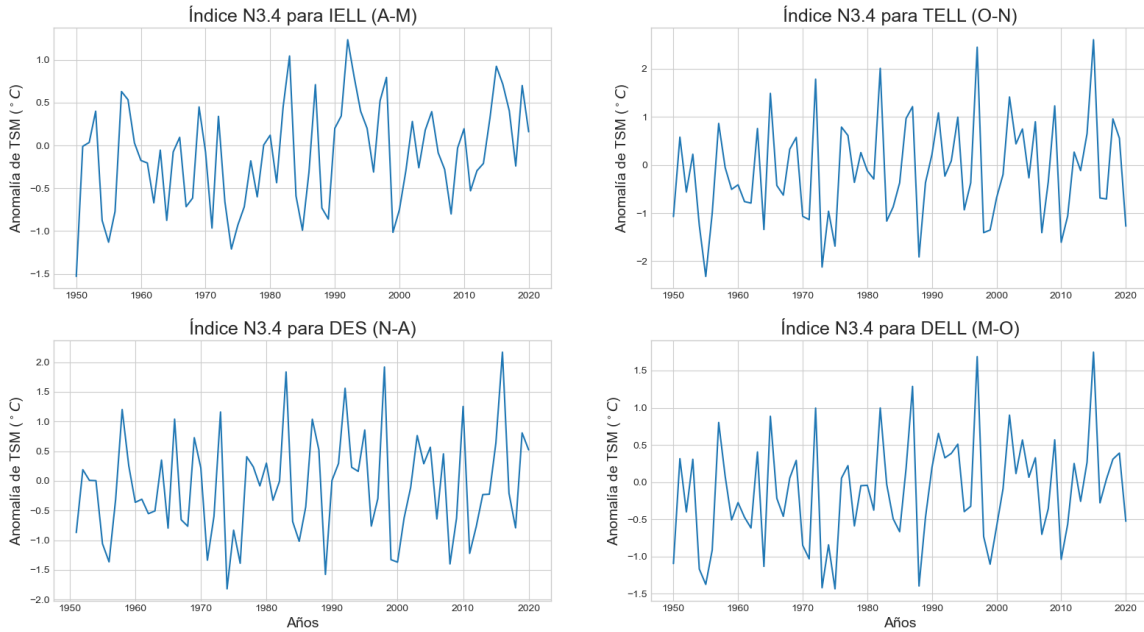 Índice N3.4 para IELL (A-M)
Anomalía de TSM (°C)
1.0
0.5
0.0
−0.5
−1.0
−1.5
1950 1960 1970 1980 1990 2000 2010 2020
Índice N3.4 para TELL (O-N)
Anomalía de TSM (°C)
2
1
0
−1
−2
1950 1960 1970 1980 1990 2000 2010 2020
Índice N3.4 para DES (N-A)
Anomalía de TSM (°C)
2.0
1.5
1.0
0.5
0.0
−0.5
−1.0
−1.5
−2.0
1950 1960 1970 1980 1990 2000 2010 2020
Años
Índice N3.4 para DELL (M-O)
Anomalía de TSM (°C)
1.5
1.0
0.5
0.0
−0.5
−1.0
−1.5
1950 1960 1970 1980 1990 2000 2010 2020
Años